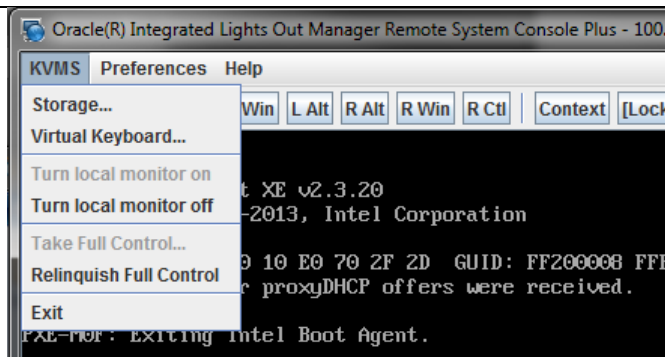 Oracle(R) Integrated Lights Out Manager Remote System Console Plus - 100.
KVMS Preferences Help
Storage...
Win L Alt R Alt R Win R Ctl Context [Lock
Virtual Keyboard...
Turn local monitor on
t XE v2.3.20
Turn local monitor off
-2013, Intel Corporation
Take Full Control...
0 10 E0 70 2F 2D GUID: FF200008
Relinquish Full Control
r proxyDHCP offers were received.
Exit
PXE-M0F: Exiting Intel Boot Agent.